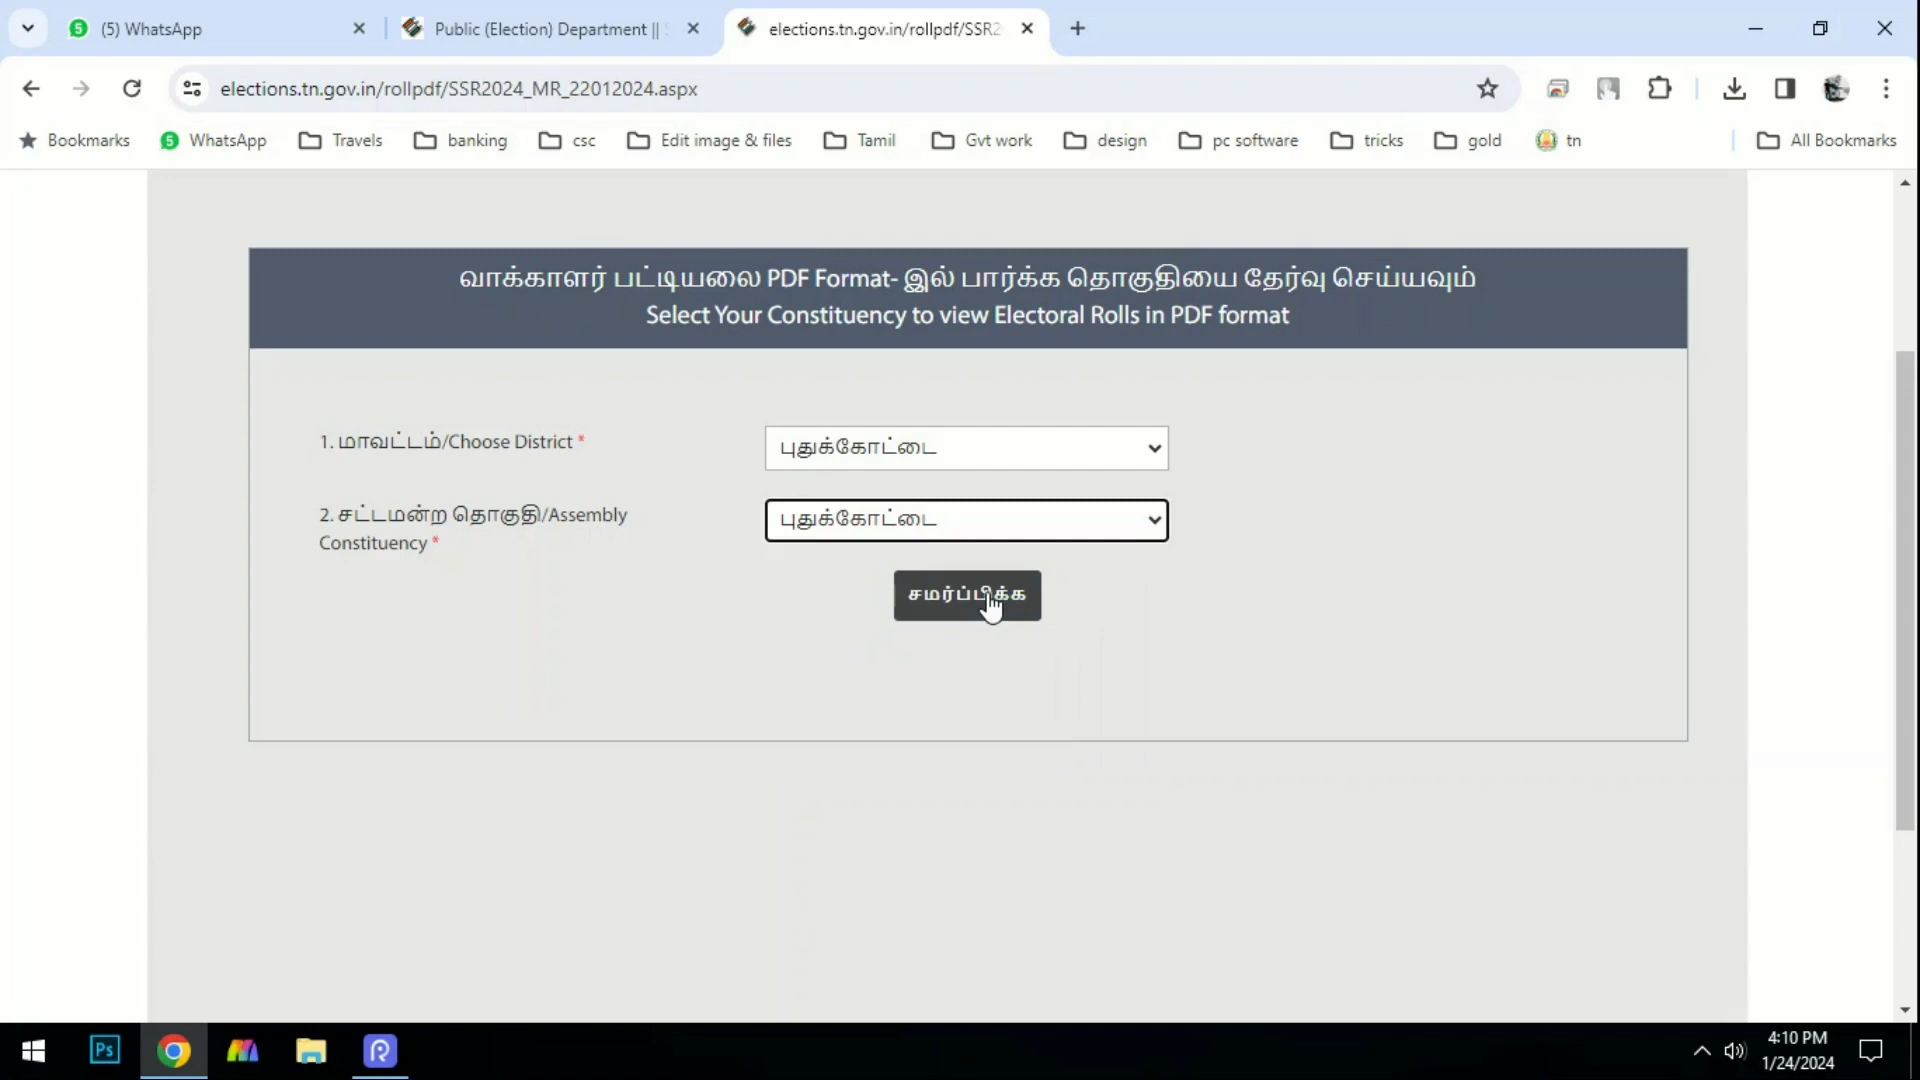 (5) WhatsApp
Public (Election) Department ||
elections.tn.gov.in/rollpdf/SSR2
elections.tn.gov.in/rollpdf/SSR2024_MR_22012024.aspx
Bookmarks WhatsApp Travels banking csc Edit image & files Tamil Gvt work design pc software tricks gold tn All Bookmarks
வாக்காளர் பட்டியலை PDF Format- இல் பார்க்க தொகுதியை தேர்வு செய்யவும்
Select Your Constituency to view Electoral Rolls in PDF format
1. மாவட்டம்/Choose District *
புதுக்கோட்டை
2. சட்டமன்ற தொகுதி/Assembly
Constituency *
புதுக்கோட்டை
சமர்ப்பிக்க
Ps
4:10 PM
1/24/2024